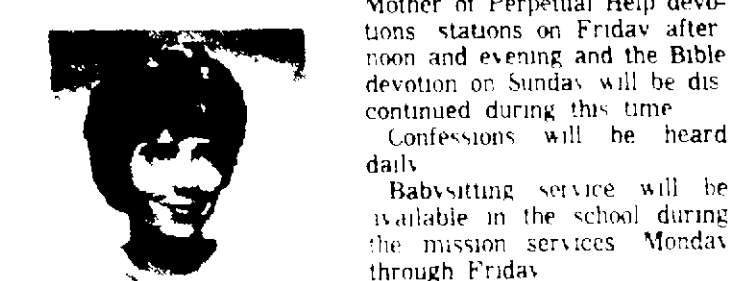 Mother of Perpetual Help devo-
tions stations on Friday after
noon and evening and the Bible
devotion on Sunday will be dis
continued during this time
Confessions will be heard
daily
Babysitting service will be
available in the school during
the mission services Monday
through Friday